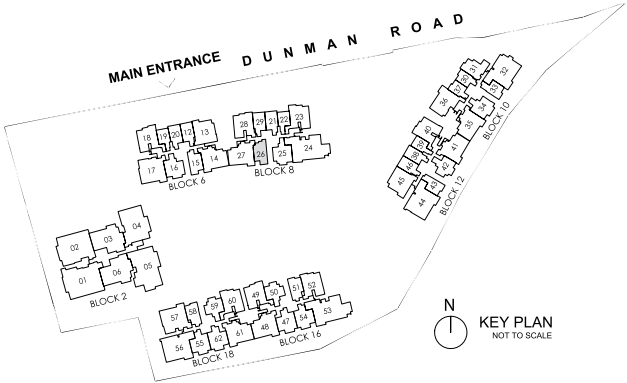 DUNMAN ROAD
MAIN ENTRANCE
31
32
30
37
33
36
34
35
BLOCK 10
28 29 21 22 23
18 19 20 12 13
40
39
41
38
46
42
45
43
44
BLOCK 12
17 16 15 14 27 26 25 24
BLOCK 6
BLOCK 8
04
02 03
01 06 05
BLOCK 2
51 52
49 50
57 58 59 60
56 55 62 61 48 47 54 53
BLOCK 18
BLOCK 16
N
KEY PLAN
NOT TO SCALE